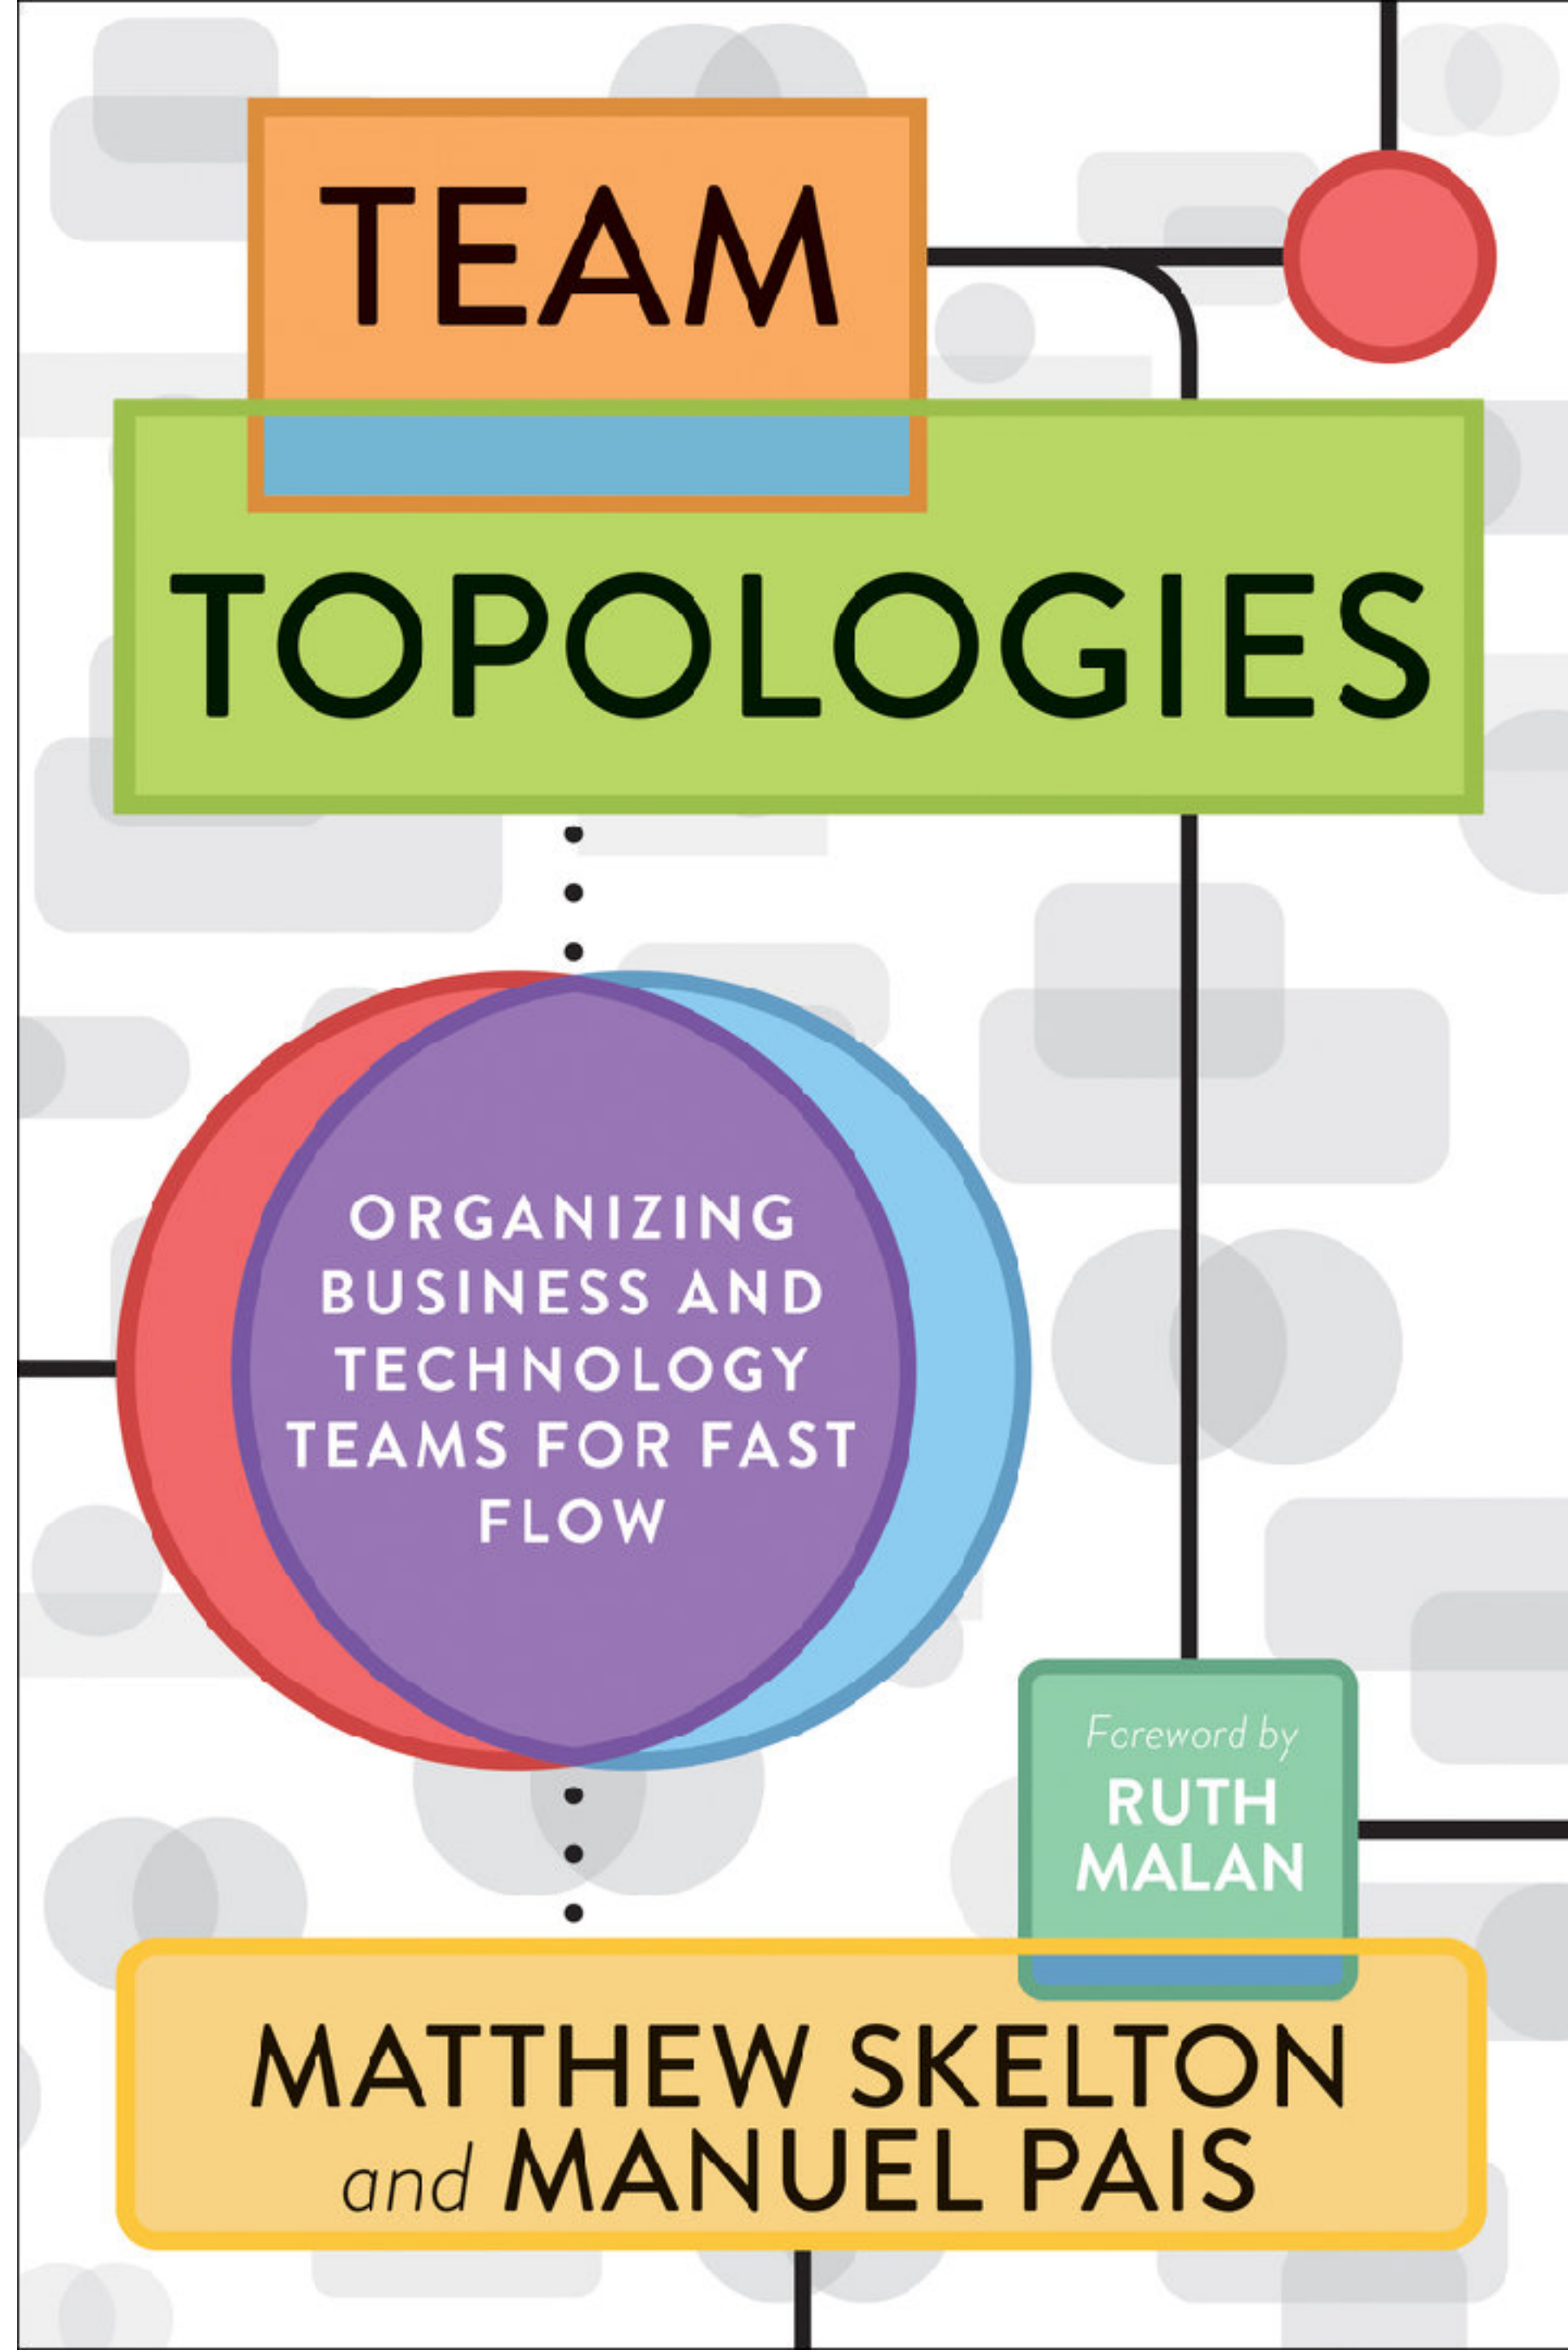 TEAM
TOPOLOGIES
ORGANIZING
BUSINESS AND
TECHNOLOGY
TEAMS FOR FAST
FLOW
Foreword by
RUTH
MALAN
MATTHEW SKELTON
and MANUEL PAIS